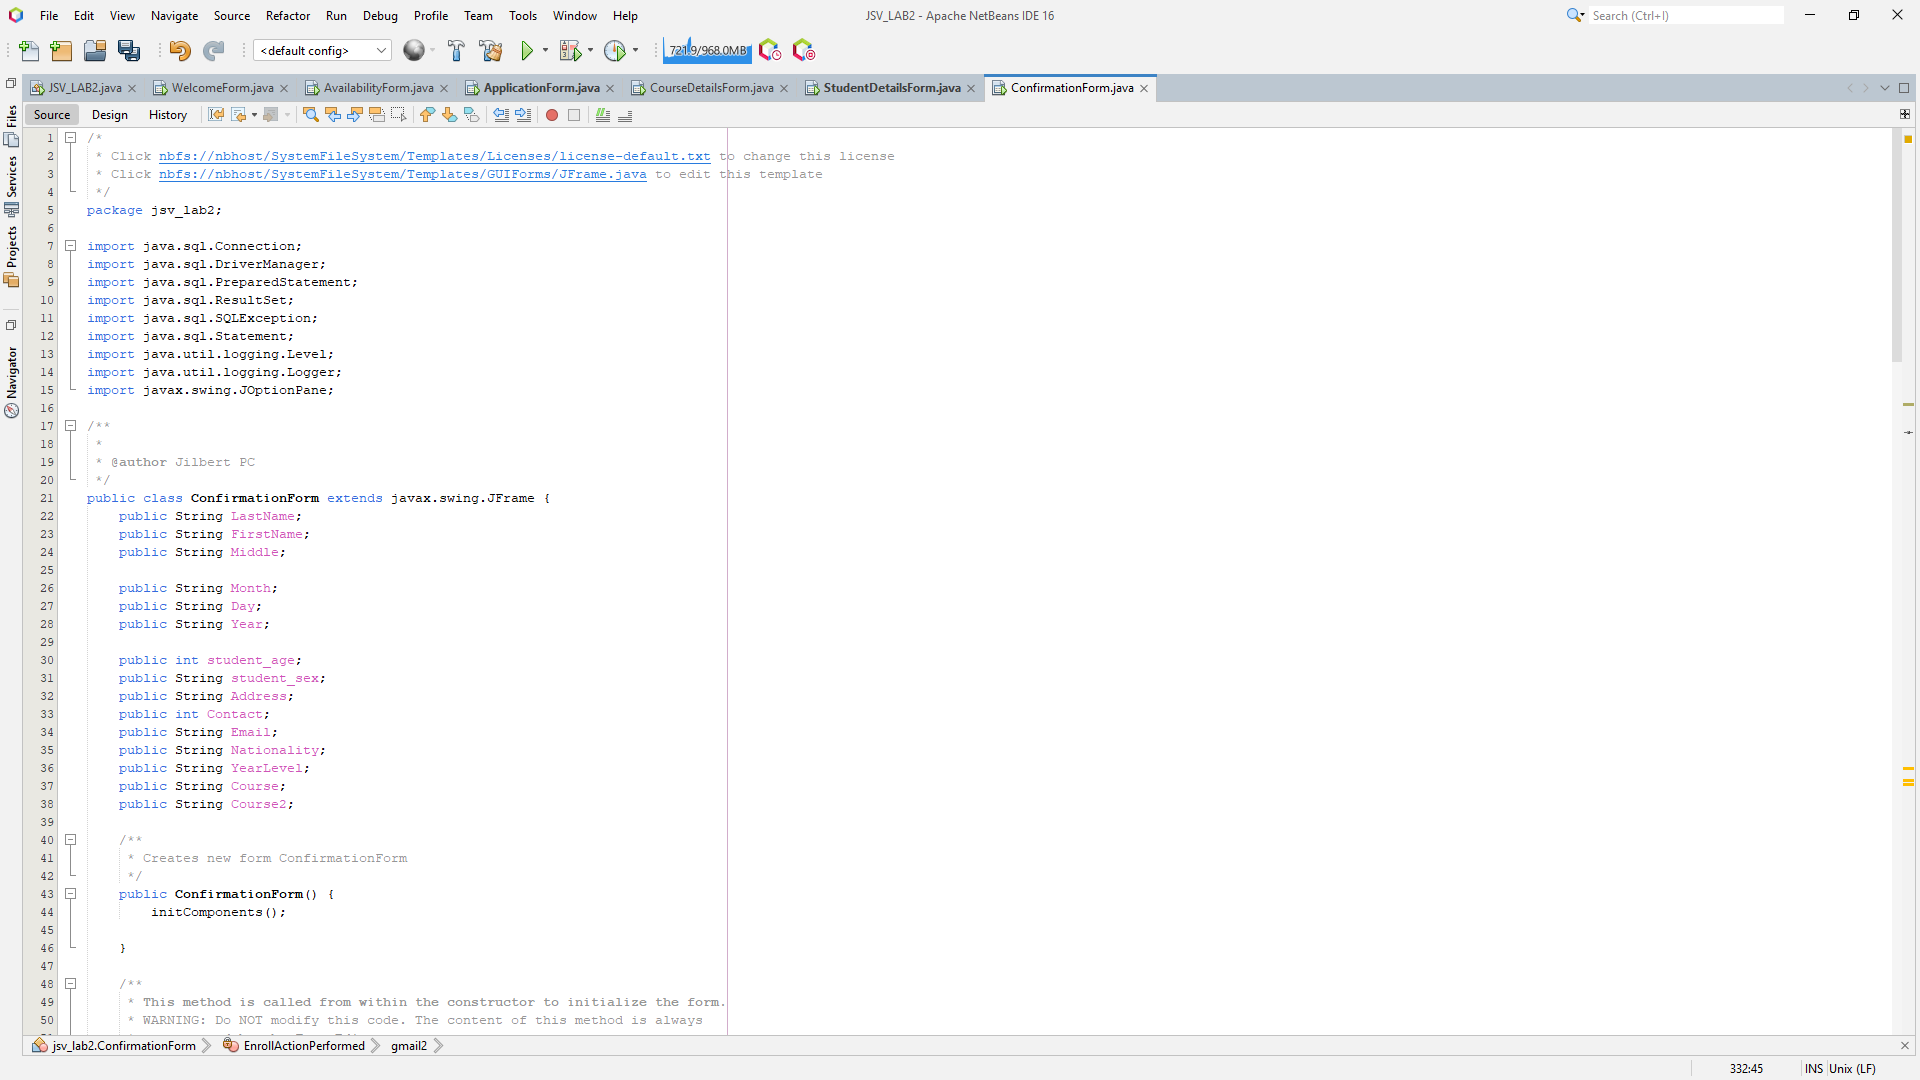 File Edit View Navigate Source Refactor Run Debug Profile Team Tools Window Help
JSV_LAB2 - Apache NetBeans IDE 16
Search (Ctrl+I)
<default config>
721.9/968.0MB
JSV_LAB2.java
WelcomeForm.java
AvailabilityForm.java
ApplicationForm.java
CourseDetailsForm.java
StudentDetailsForm.java
ConfirmationForm.java
Source Design History
Files
Services
Projects
Navigator
1 /*
2 * Click nbfs://nbhost/SystemFileSystem/Templates/Licenses/license-default.txt to change this license
3 * Click nbfs://nbhost/SystemFileSystem/Templates/GUIForms/JFrame.java to edit this template
4 */
5 package jsv_lab2;
6
7 import java.sql.Connection;
8 import java.sql.DriverManager;
9 import java.sql.PreparedStatement;
10 import java.sql.ResultSet;
11 import java.sql.SQLException;
12 import java.sql.Statement;
13 import java.util.logging.Level;
14 import java.util.logging.Logger;
15 import javax.swing.JOptionPane;
16
17 /**
18 *
19 * @author Jilbert PC
20 */
21 public class ConfirmationForm extends javax.swing.JFrame {
22 public String LastName;
23 public String FirstName;
24 public String Middle;
25
26 public String Month;
27 public String Day;
28 public String Year;
29
30 public int student_age;
31 public String student_sex;
32 public String Address;
33 public int Contact;
34 public String Email;
35 public String Nationality;
36 public String YearLevel;
37 public String Course;
38 public String Course2;
39
40 /**
41 * Creates new form ConfirmationForm
42 */
43 public ConfirmationForm() {
44 initComponents();
45
46 }
47
48 /**
49 * This method is called from within the constructor to initialize the form.
50 * WARNING: Do NOT modify this code. The content of this method is always
jsv_lab2.ConfirmationForm
EnrollActionPerformed
gmail2
332:45
INS
Unix (LF)